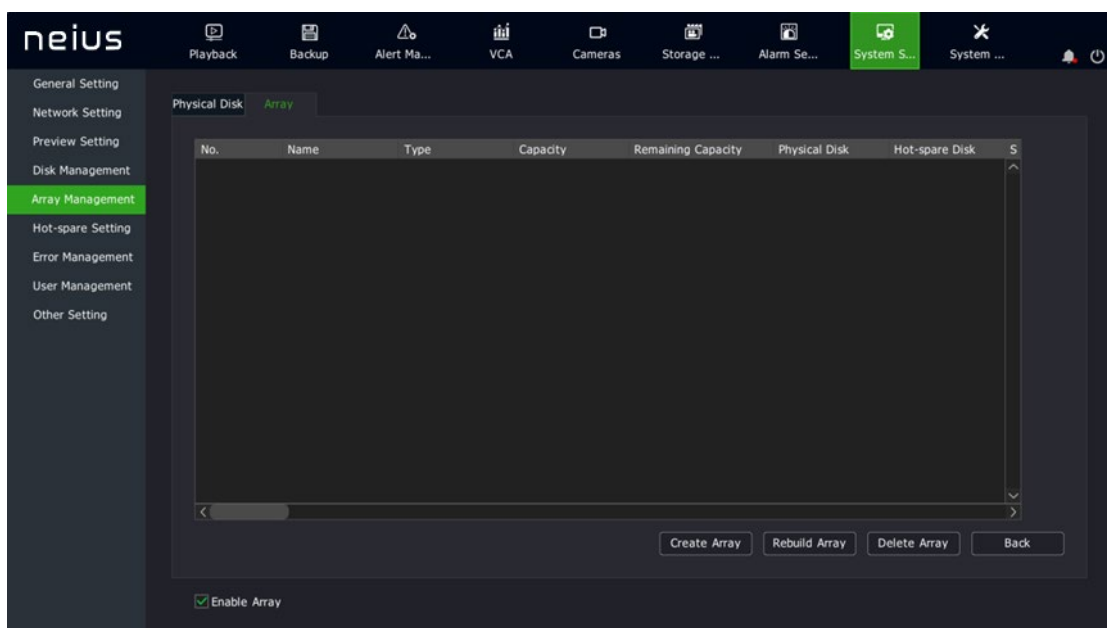 neius
Playback Backup Alert Ma... VCA Cameras Storage ... Alarm Se... System S... System ...
General Setting
Network Setting
Preview Setting
Disk Management
Array Management
Hot-spare Setting
Error Management
User Management
Other Setting
Physical Disk Array
No. Name Type Capacity Remaining Capacity Physical Disk Hot-spare Disk S
Create Array Rebuild Array Delete Array Back
Enable Array